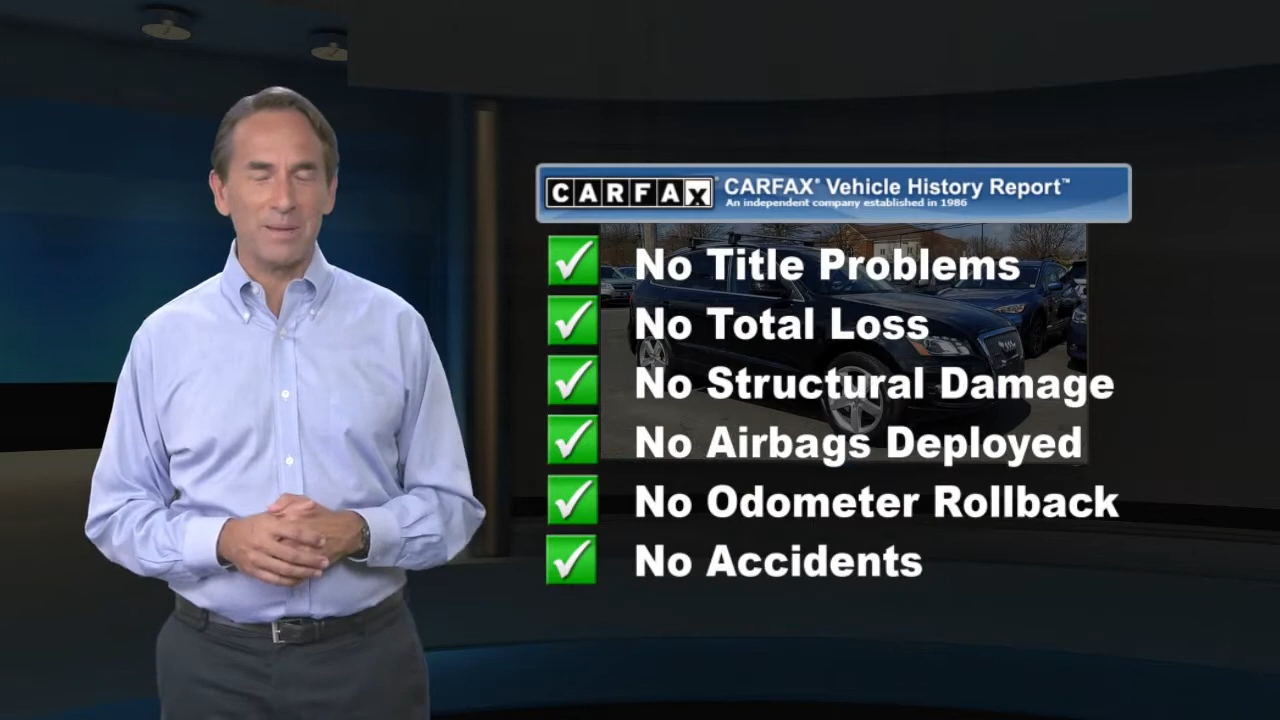 CARFAX® CARFAX® Vehicle History Report™
An independent company established in 1986
No Title Problems
No Total Loss
No Structural Damage
No Airbags Deployed
No Odometer Rollback
No Accidents